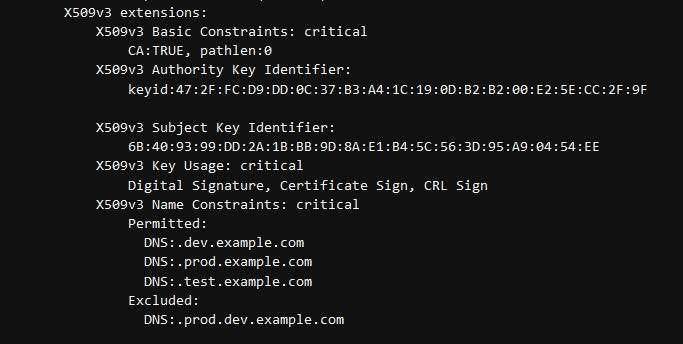 X509v3 extensions:
X509v3 Basic Constraints: critical
CA:TRUE, pathlen:0
X509v3 Authority Key Identifier:
keyid:47:2F:FC:D9:DD:0C:37:B3:A4:1C:19:0D:B2:B2:00:E2:5E:CC:2F:9F
X509v3 Subject Key Identifier:
6B:40:93:99:DD:2A:1B:BB:9D:8A:E1:B4:5C:56:3D:95:A9:04:54:EE
X509v3 Key Usage: critical
Digital Signature, Certificate Sign, CRL Sign
X509v3 Name Constraints: critical
Permitted:
DNS:.dev.example.com
DNS:.prod.example.com
DNS:.test.example.com
Excluded:
DNS:.prod.dev.example.com